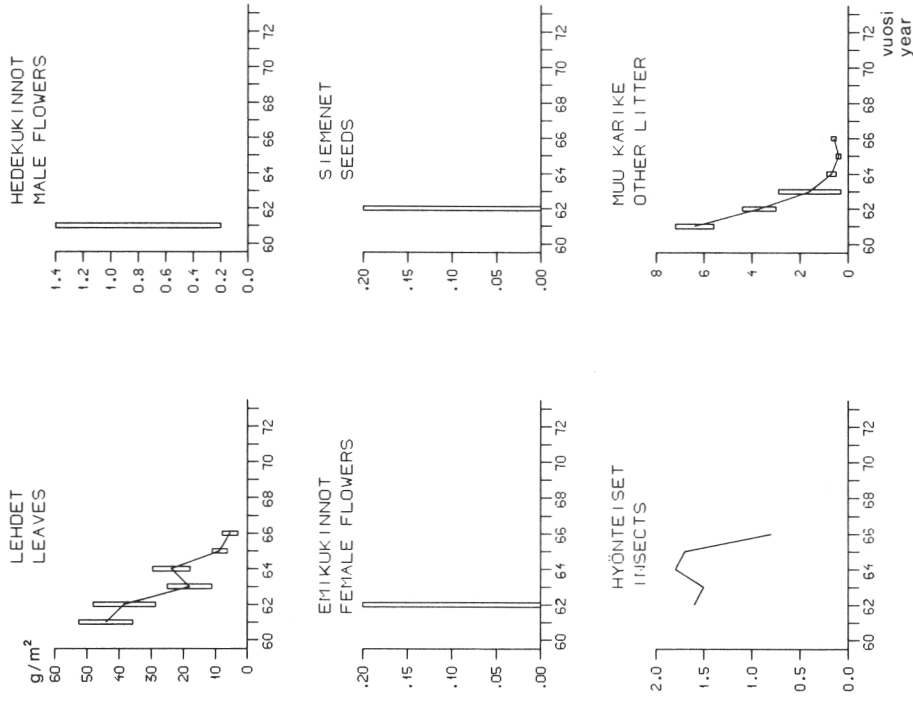 LEHDET
LEAVES
g/m²
60
50
40
30
20
10
0
60 62 64 66 68 70 72
HEDEKUKINNOT
MALE FLOWERS
1.4
1.2
1.0
0.8
0.6
0.4
0.2
0.0
60 62 64 66 68 70 72
EMIKUKINNOT
FEMALE FLOWERS
.20
.15
.10
.05
.00
60 62 64 66 68 70 72
SIEMENET
SEEDS
.20
.15
.10
.05
.00
60 62 64 66 68 70 72
HYÖNTEISET
INSECTS
2.0
1.5
1.0
0.5
0.0
60 62 64 66 68 70 72
MUU KARIKE
OTHER LITTER
8
6
4
2
0
60 62 64 66 68 70 72
vuosi
year